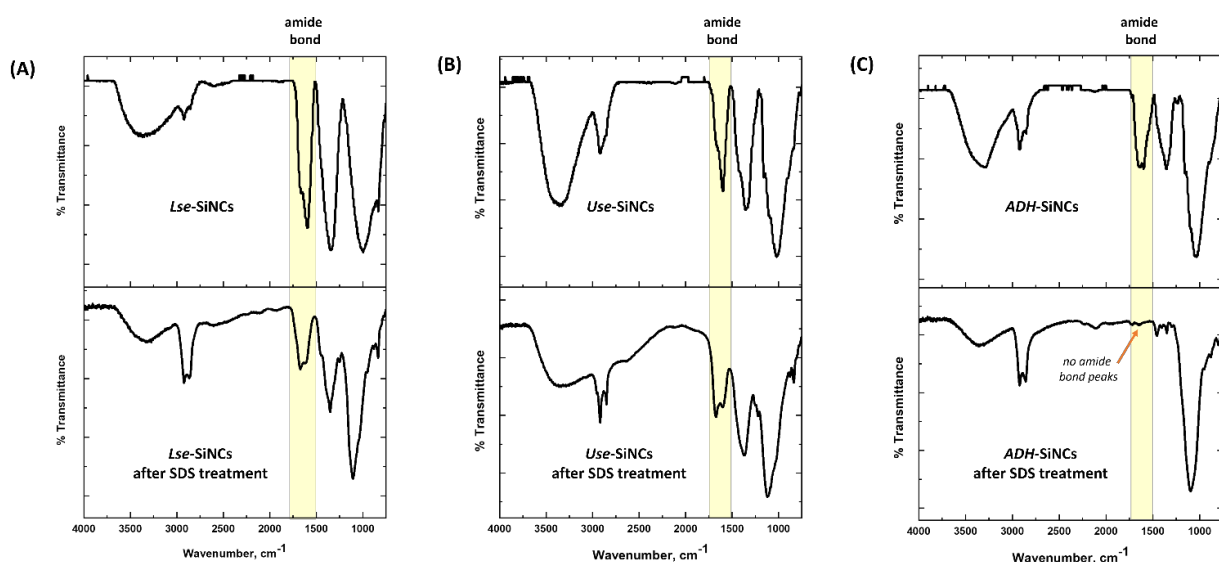 amide
bond
(A)
% Transmittance
Lse-SiNCs
% Transmittance
Lse-SiNCs
after SDS treatment
4000 3500 3000 2500 2000 1500 1000
Wavenumber, cm-1
amide
bond
(B)
% Transmittance
Use-SiNCs
% Transmittance
Use-SiNCs
after SDS treatment
4000 3500 3000 2500 2000 1500 1000
Wavenumber, cm-1
amide
bond
(C)
% Transmittance
ADH-SiNCs
% Transmittance
no amide
bond peaks
ADH-SiNCs
after SDS treatment
4000 3500 3000 2500 2000 1500 1000
Wavenumber, cm-1